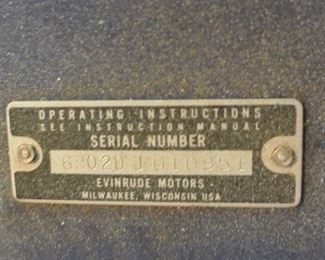 OPERATING INSTRUCTIONS
SEE INSTRUCTION MANUAL
SERIAL NUMBER
EVINRUDE MOTORS
MILWAUKEE, WISCONSIN USA